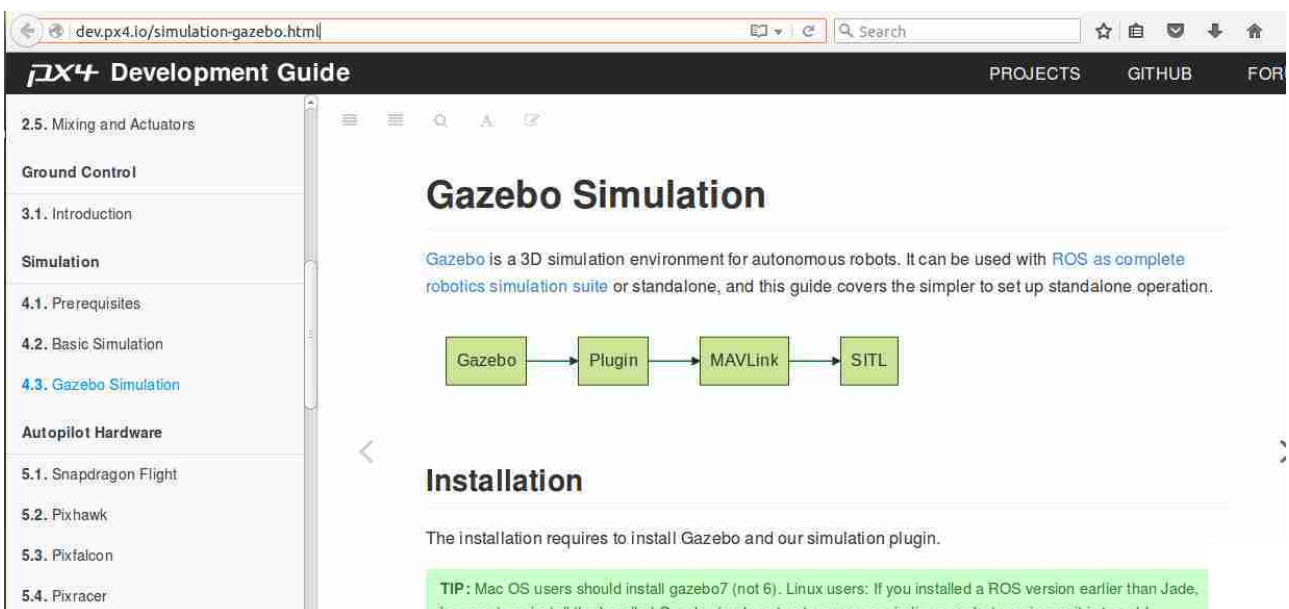 dev.px4.io/simulation-gazebo.html
Search
px4 Development Guide
PROJECTS
GITHUB
FOR
2.5. Mixing and Actuators
Ground Control
3.1. Introduction
Simulation
4.1. Prerequisites
4.2. Basic Simulation
4.3. Gazebo Simulation
Autopilot Hardware
5.1. Snapdragon Flight
5.2. Pixhawk
5.3. Pixfalcon
5.4. Pixracer
A
Gazebo Simulation
Gazebo is a 3D simulation environment for autonomous robots. It can be used with ROS as complete
robotics simulation suite or standalone, and this guide covers the simpler to set up standalone operation.
Gazebo
Plugin
MAVLink
SITL
Installation
The installation requires to install Gazebo and our simulation plugin.
TIP: Mac OS users should install gazebo7 (not 6). Linux users: If you installed a ROS version earlier than Jade,